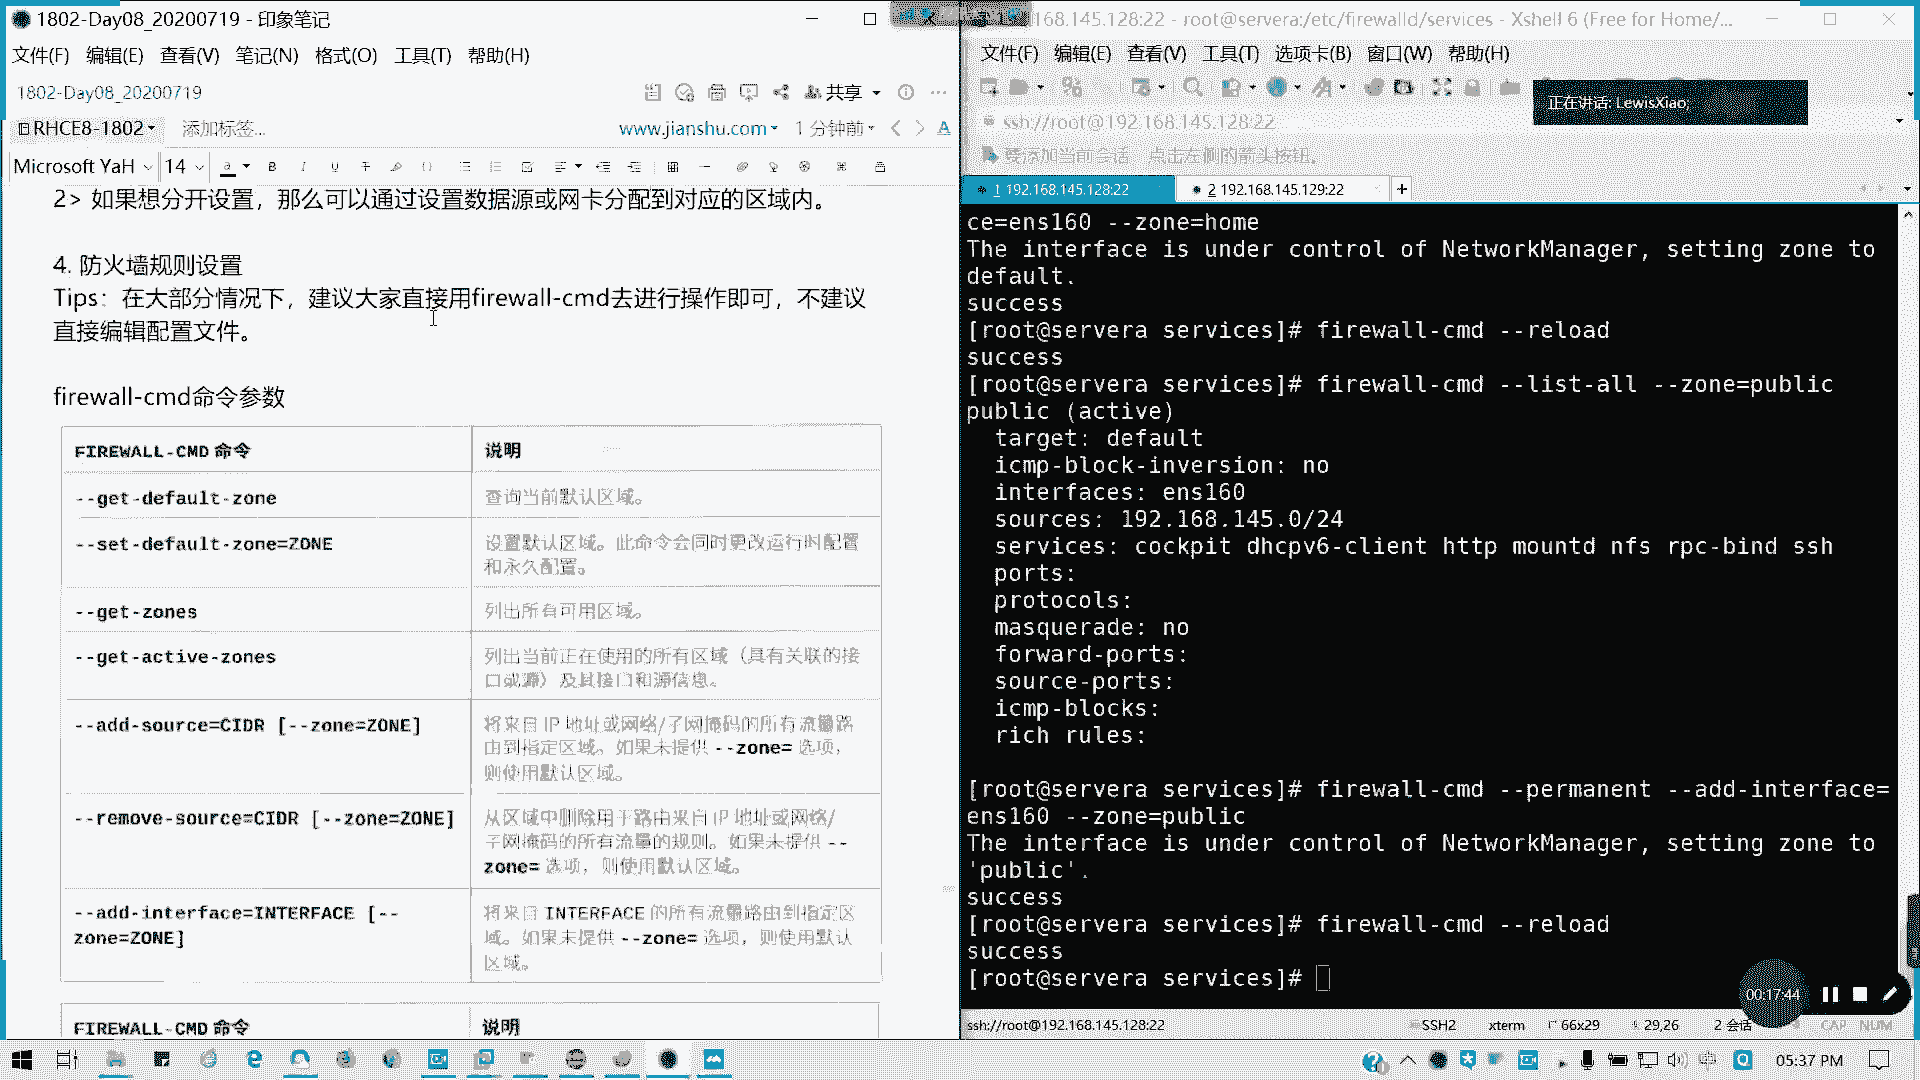 1802-Day08_20200719 - 印象笔记
文件(F) 编辑(E) 查看(V) 笔记(N) 格式(O) 工具(T) 帮助(H)
1802-Day08_20200719
共享
RHCE8-1802
添加标签...
www.jianshu.com
1 分钟前
Microsoft YaH
14
2> 如果想分开设置，那么可以通过设置数据源或网卡分配到对应的区域内。
4. 防火墙规则设置
Tips：在大部分情况下，建议大家直接用firewall-cmd去进行操作即可，不建议
直接编辑配置文件。
firewall-cmd命令参数
FIREWALL-CMD 命令
说明
--get-default-zone
查询当前默认区域。
--set-default-zone=ZONE
设置默认区域。此命令会同时更改运行时配置
和永久配置。
--get-zones
列出所有可用区域。
--get-active-zones
列出当前正在使用的所有区域（具有关联的接
口或源）及其接口和源信息。
--add-source=CIDR [--zone=ZONE]
将来自 IP 地址或网络/子网掩码的所有流量路
由到指定区域。如果未提供 --zone= 选项，
则使用默认区域。
--remove-source=CIDR [--zone=ZONE]
从区域中删除用于路由来自 IP 地址或网络/
子网掩码的所有流量的规则。如果未提供 --
zone= 选项，则使用默认区域。
--add-interface=INTERFACE [--
zone=ZONE]
将来自 INTERFACE 的所有流量路由到指定区
域。如果未提供 --zone= 选项，则使用默认
区域。
FIREWALL-CMD 命令
说明
168.145.128:22 - root@servera:/etc/firewalld/services - Xshell 6 (Free for Home/...
文件(F) 编辑(E) 查看(V) 工具(T) 选项卡(B) 窗口(W) 帮助(H)
正在讲话: LewisXiao;
ssh://root@192.168.145.128:22
要添加当前会话，点击左侧的箭头按钮。
1 192.168.145.128:22
2 192.168.145.129:22
ce=ens160 --zone=home
The interface is under control of NetworkManager, setting zone to
default.
success
[root@servera services]# firewall-cmd --reload
success
[root@servera services]# firewall-cmd --list-all --zone=public
public (active)
target: default
icmp-block-inversion: no
interfaces: ens160
sources: 192.168.145.0/24
services: cockpit dhcpv6-client http mountd nfs rpc-bind ssh
ports:
protocols:
masquerade: no
forward-ports:
source-ports:
icmp-blocks:
rich rules:
[root@servera services]# firewall-cmd --permanent --add-interface=
ens160 --zone=public
The interface is under control of NetworkManager, setting zone to
'public'.
success
[root@servera services]# firewall-cmd --reload
success
[root@servera services]#
00:17:44
ssh://root@192.168.145.128:22
SSH2
xterm
66x29
29,26
2 会话
CAP NUM
05:37 PM